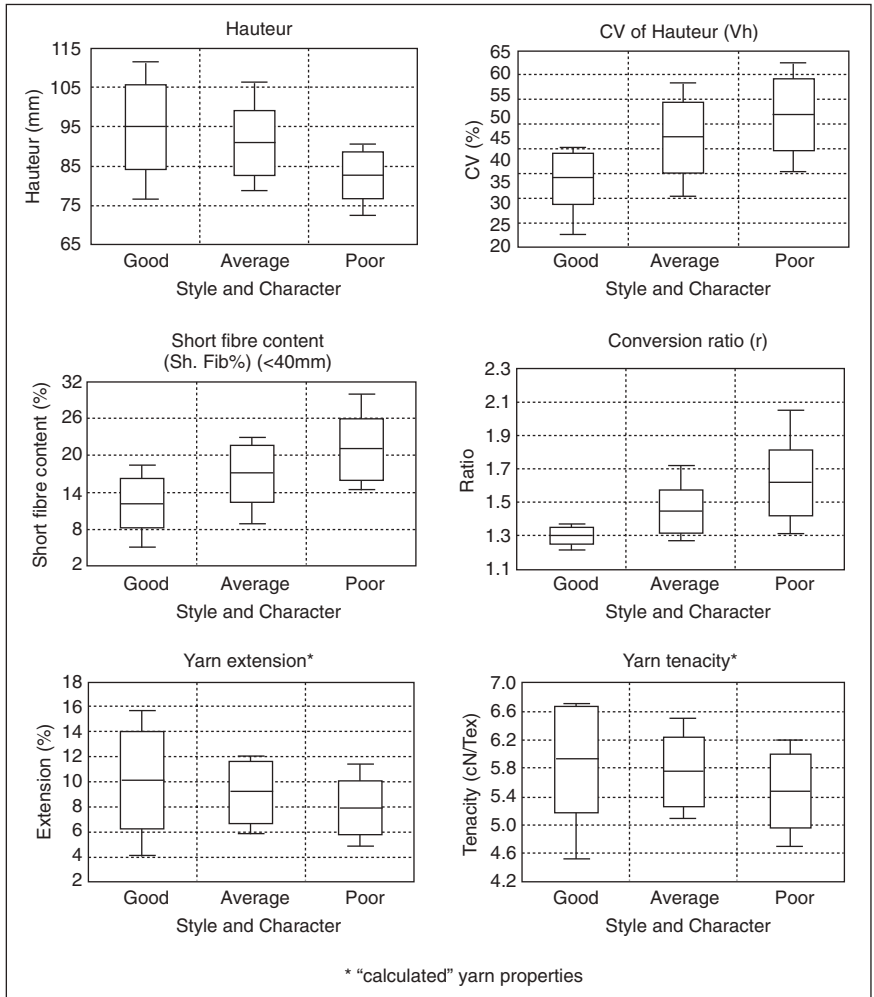 Hauteur
115
105
95
85
75
65
Hauteur (mm)
Good Average Poor
Style and Character
CV of Hauteur (Vh)
65
60
55
50
45
40
35
30
25
20
CV (%)
Good Average Poor
Style and Character
Short fibre content
(Sh. Fib%) (<40mm)
32
26
20
14
8
2
Short fibre content (%)
Good Average Poor
Style and Character
Conversion ratio (r)
2.3
2.1
1.9
1.7
1.5
1.3
1.1
Ratio
Good Average Poor
Style and Character
Yarn extension*
18
16
14
12
10
8
6
4
2
Extension (%)
Good Average Poor
Style and Character
Yarn tenacity*
7.0
6.6
6.2
5.8
5.4
5.0
4.6
4.2
Tenacity (cN/Tex)
Good Average Poor
Style and Character
* "calculated" yarn properties